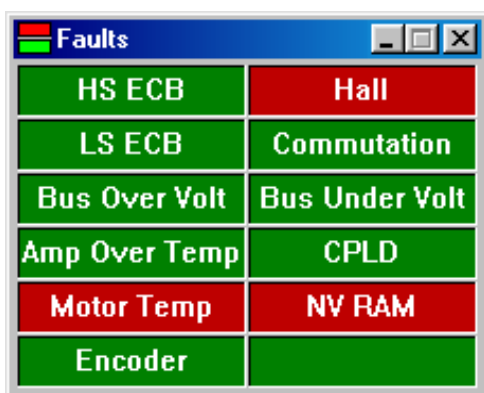 Faults
HS ECB Hall
LS ECB Commutation
Bus Over Volt Bus Under Volt
Amp Over Temp CPLD
Motor Temp NV RAM
Encoder